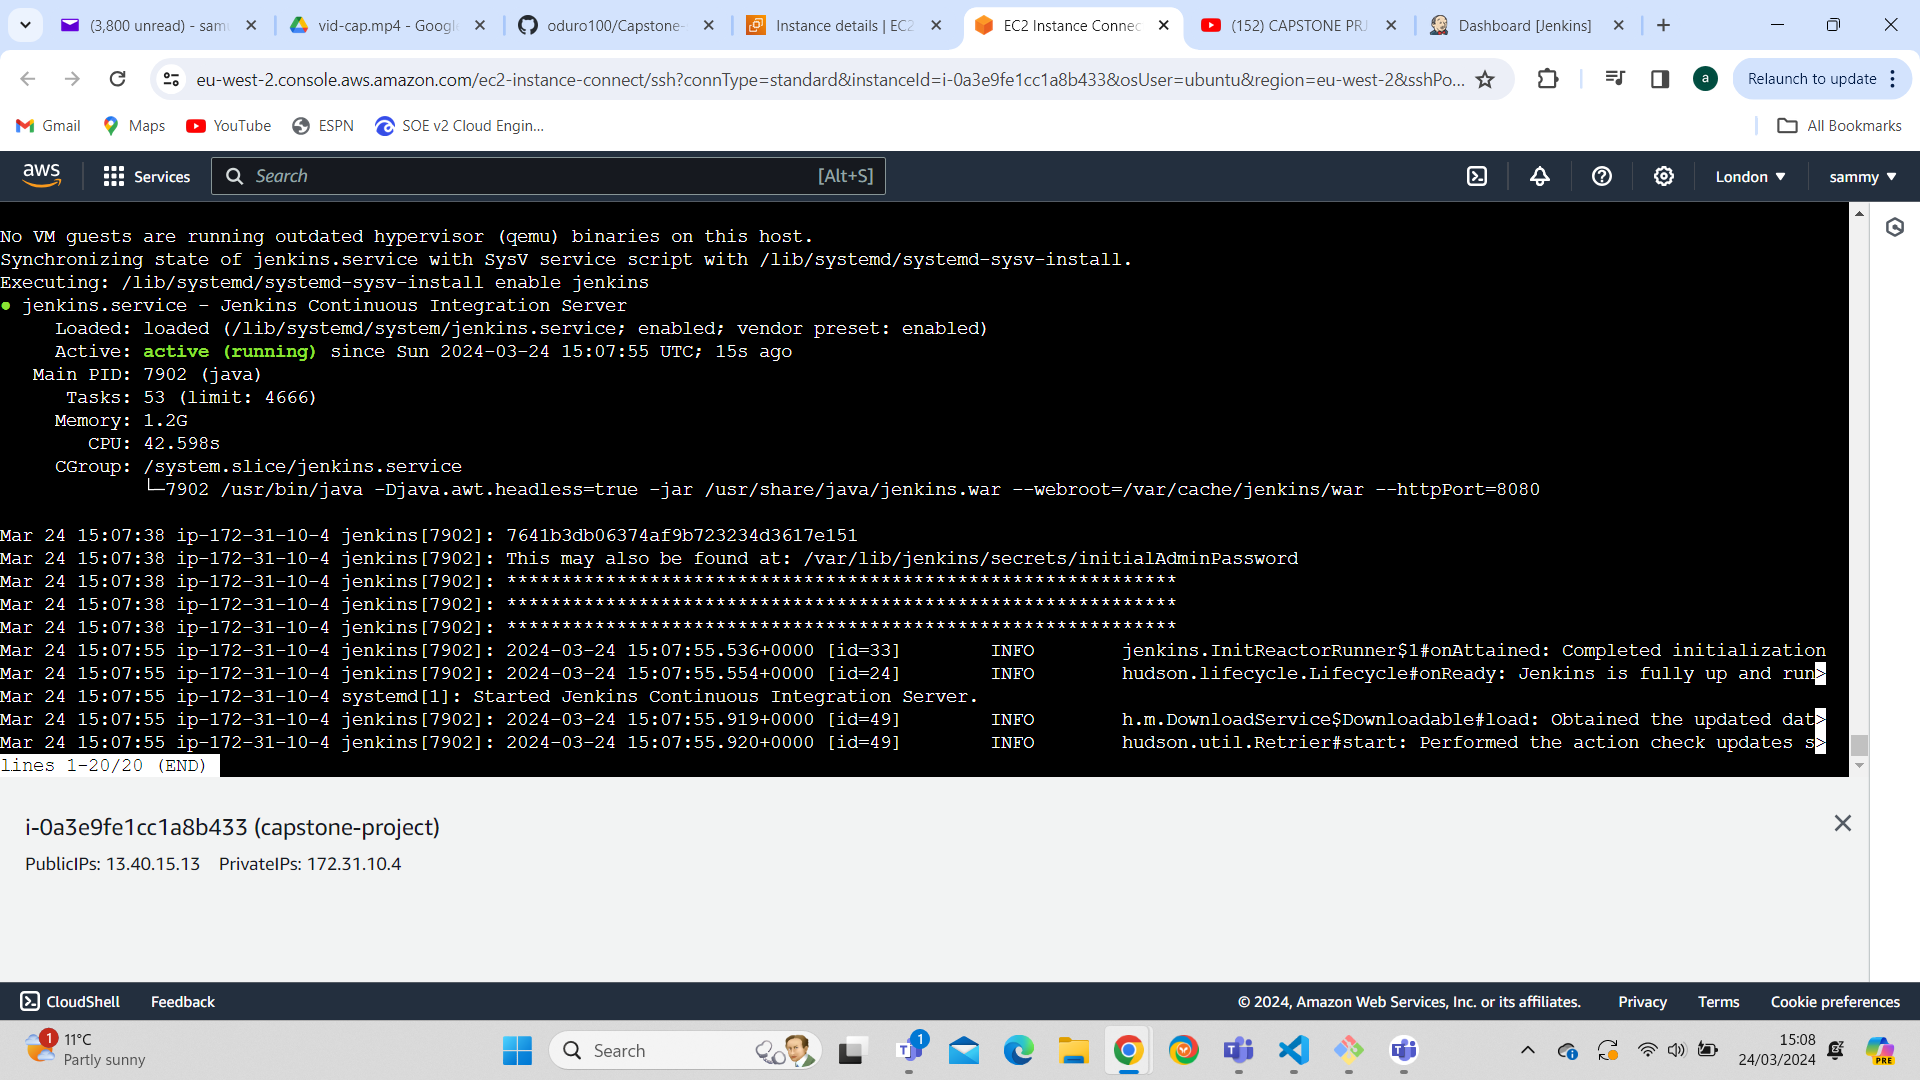 (3,800 unread) - samu
vid-cap.mp4 - Google
oduro100/Capstone-
Instance details | EC2
EC2 Instance Connec
(152) CAPSTONE PRJ
Dashboard [Jenkins]
eu-west-2.console.aws.amazon.com/ec2-instance-connect/ssh?connType=standard&instanceId=i-0a3e9fe1cc1a8b433&osUser=ubuntu&region=eu-west-2&sshPo...
a
Relaunch to update
Gmail
Maps
YouTube
ESPN
SOE v2 Cloud Engin...
All Bookmarks
aws
Services
Search
[Alt+S]
London
sammy
No VM guests are running outdated hypervisor (qemu) binaries on this host.
Synchronizing state of jenkins.service with SysV service script with /lib/systemd/systemd-sysv-install.
Executing: /lib/systemd/systemd-sysv-install enable jenkins
● jenkins.service - Jenkins Continuous Integration Server
Loaded: loaded (/lib/systemd/system/jenkins.service; enabled; vendor preset: enabled)
Active: active (running) since Sun 2024-03-24 15:07:55 UTC; 15s ago
Main PID: 7902 (java)
Tasks: 53 (limit: 4666)
Memory: 1.2G
CPU: 42.598s
CGroup: /system.slice/jenkins.service
└─7902 /usr/bin/java -Djava.awt.headless=true -jar /usr/share/java/jenkins.war --webroot=/var/cache/jenkins/war --httpPort=8080
Mar 24 15:07:38 ip-172-31-10-4 jenkins[7902]: 7641b3db06374af9b723234d3617e151
Mar 24 15:07:38 ip-172-31-10-4 jenkins[7902]: This may also be found at: /var/lib/jenkins/secrets/initialAdminPassword
Mar 24 15:07:38 ip-172-31-10-4 jenkins[7902]: *************************************************************
Mar 24 15:07:38 ip-172-31-10-4 jenkins[7902]: *************************************************************
Mar 24 15:07:38 ip-172-31-10-4 jenkins[7902]: *************************************************************
Mar 24 15:07:55 ip-172-31-10-4 jenkins[7902]: 2024-03-24 15:07:55.536+0000 [id=33] INFO jenkins.InitReactorRunner$1#onAttained: Completed initialization
Mar 24 15:07:55 ip-172-31-10-4 jenkins[7902]: 2024-03-24 15:07:55.554+0000 [id=24] INFO hudson.lifecycle.Lifecycle#onReady: Jenkins is fully up and run>
Mar 24 15:07:55 ip-172-31-10-4 systemd[1]: Started Jenkins Continuous Integration Server.
Mar 24 15:07:55 ip-172-31-10-4 jenkins[7902]: 2024-03-24 15:07:55.919+0000 [id=49] INFO h.m.DownloadService$Downloadable#load: Obtained the updated dat>
Mar 24 15:07:55 ip-172-31-10-4 jenkins[7902]: 2024-03-24 15:07:55.920+0000 [id=49] INFO hudson.util.Retrier#start: Performed the action check updates s>
lines 1-20/20 (END)
i-0a3e9fe1cc1a8b433 (capstone-project)
PublicIPs: 13.40.15.13 PrivateIPs: 172.31.10.4
CloudShell
Feedback
© 2024, Amazon Web Services, Inc. or its affiliates.
Privacy
Terms
Cookie preferences
1
11°C
Partly sunny
Search
1
15:08
24/03/2024
PRE